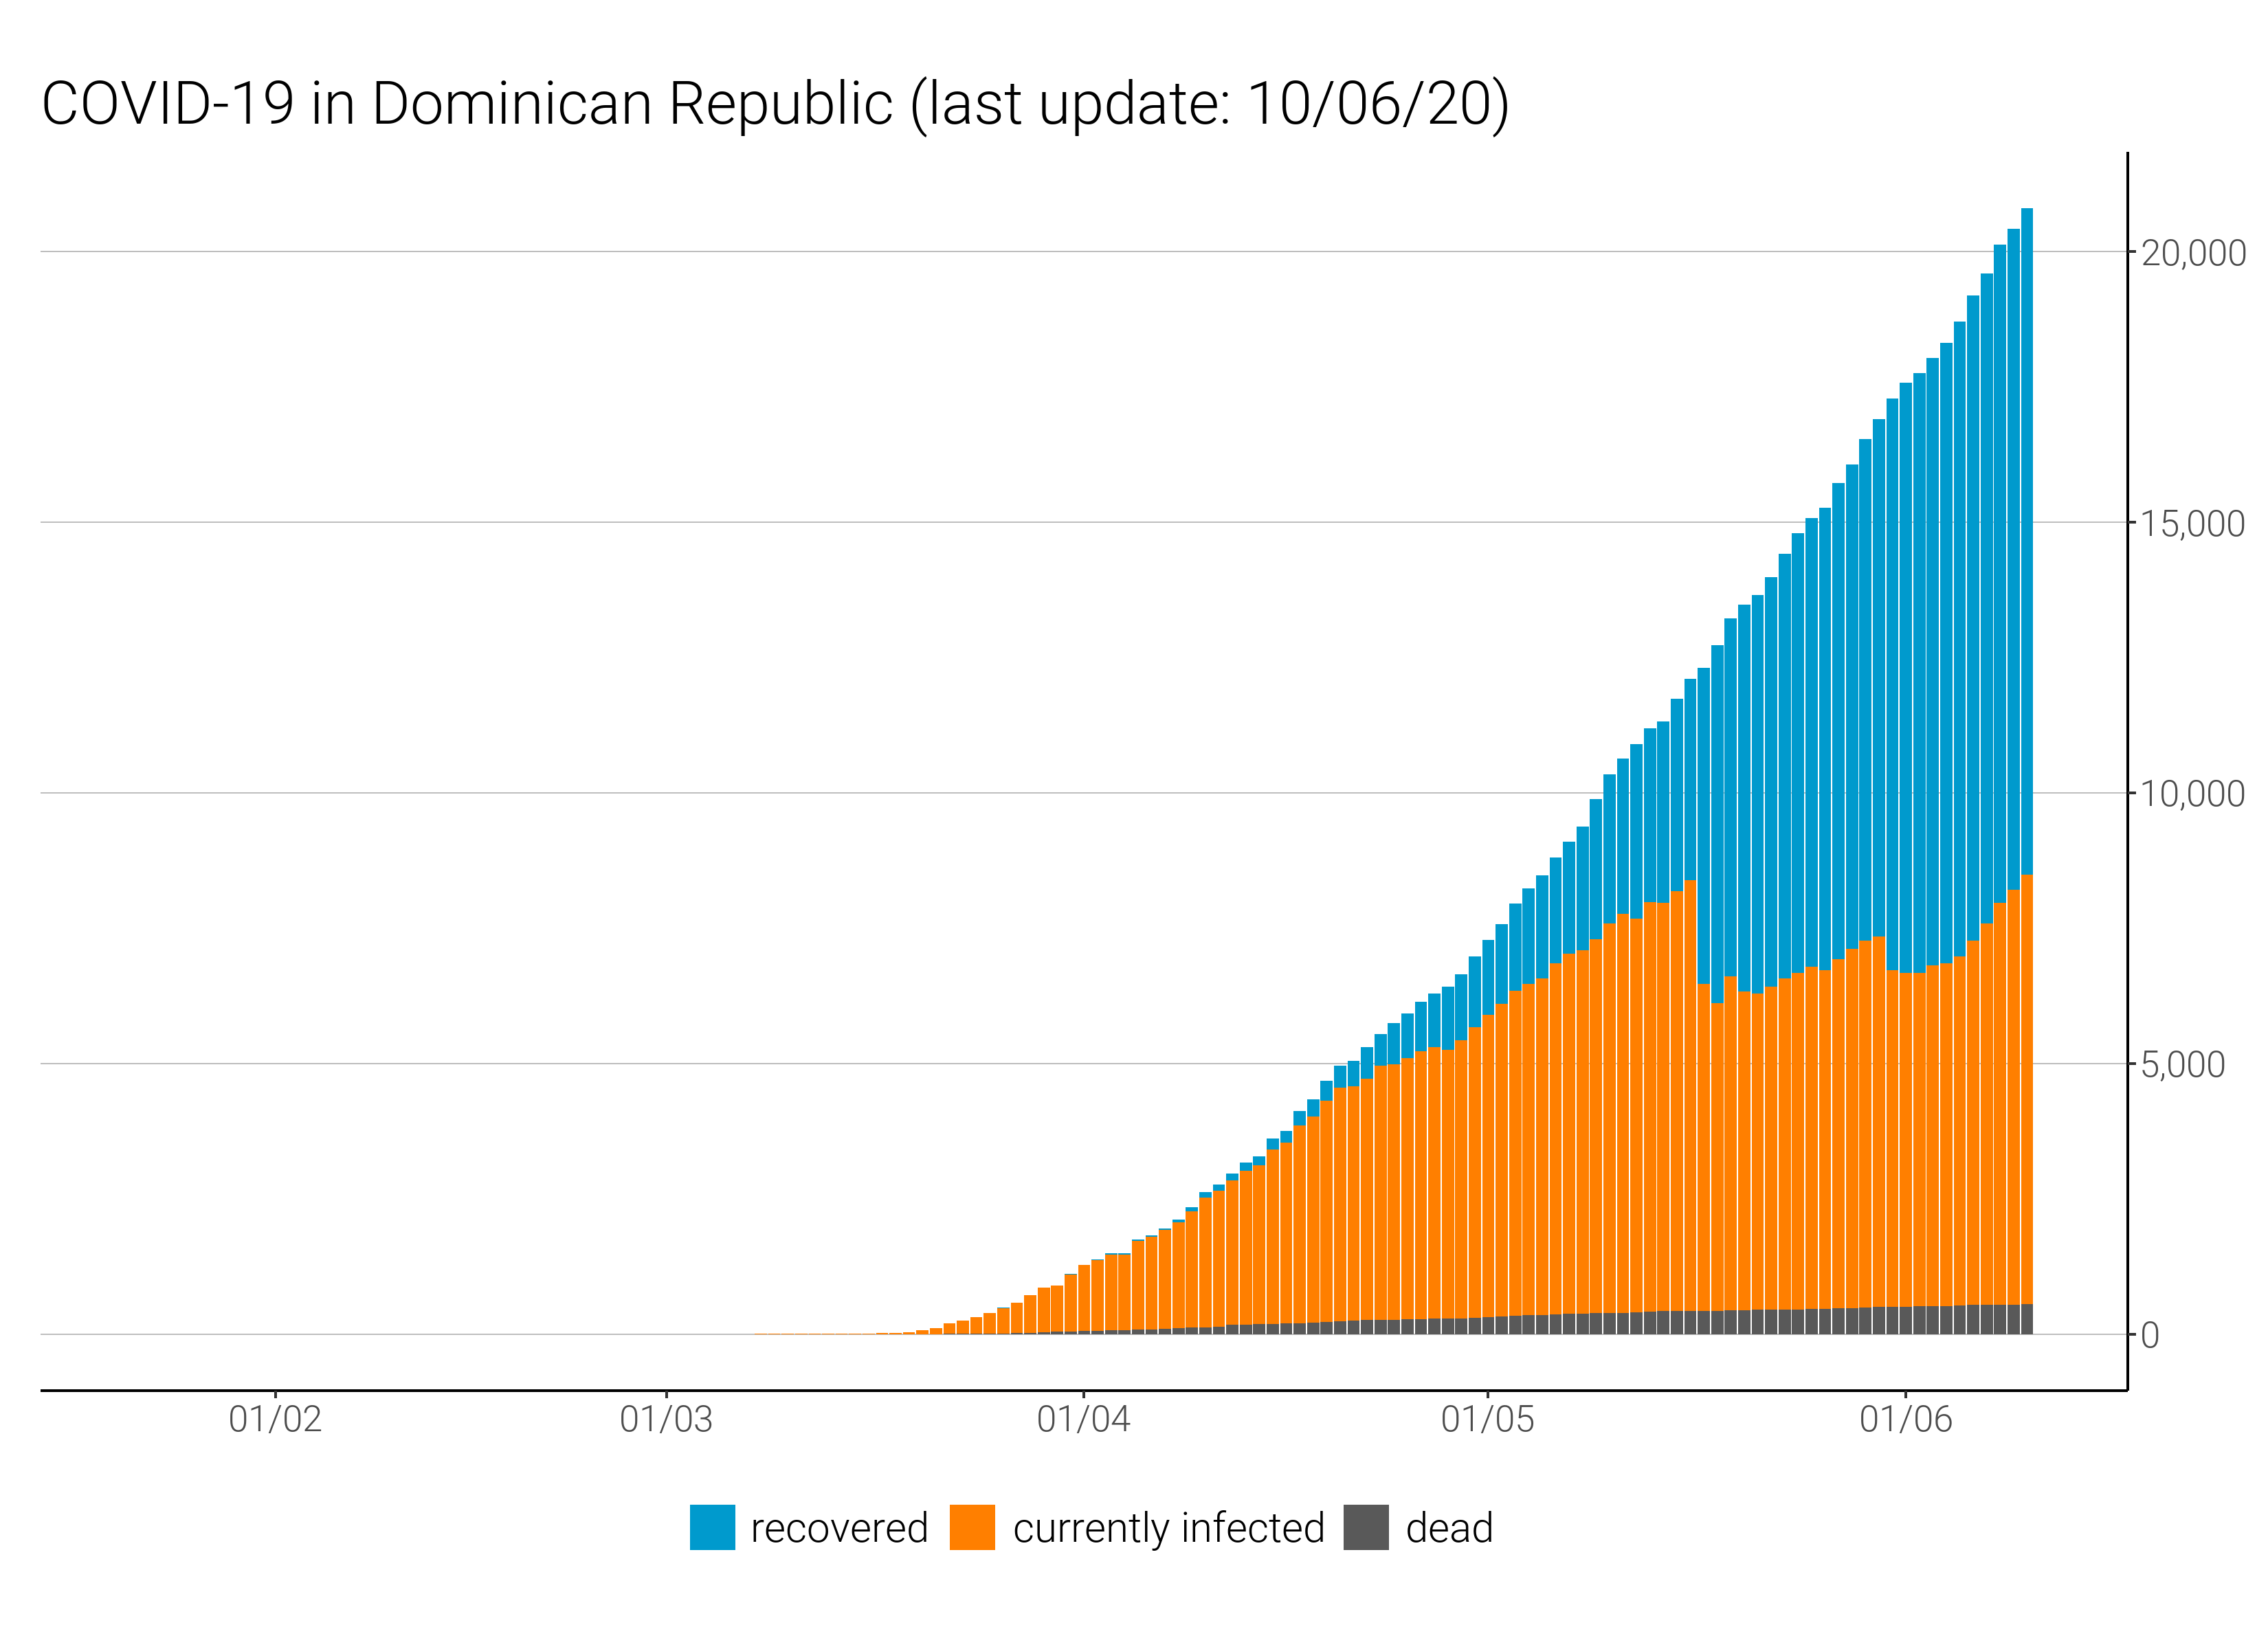 COVID-19 in Dominican Republic (last update: 10/06/20)
20,000
15,000
10,000
5,000
0
01/02 01/03 01/04 01/05 01/06
recovered currently infected dead